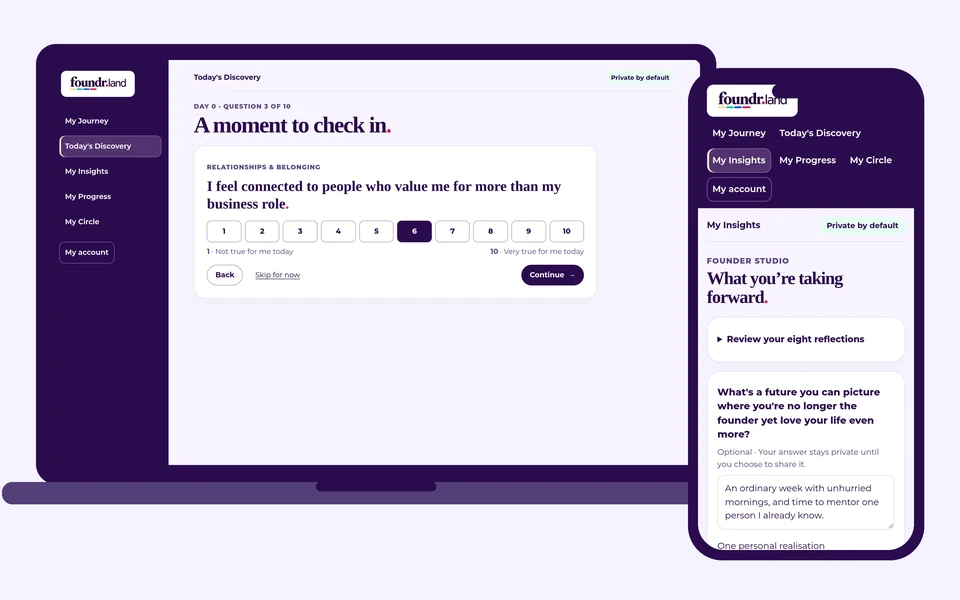 foundr.land
My Journey
Today's Discovery
My Insights
My Progress
My Circle
My account
Today's Discovery
Private by default
DAY 0 · QUESTION 3 OF 10
A moment to check in.
RELATIONSHIPS & BELONGING
I feel connected to people who value me for more than my
business role.
1 2 3 4 5 6 7 8 9 10
1 · Not true for me today
10 · Very true for me today
Back
Skip for now
Continue →
foundr.land
My Journey
Today's Discovery
My Insights
My Progress
My Circle
My account
My Insights
Private by default
FOUNDER STUDIO
What you’re taking
forward.
▶ Review your eight reflections
What's a future you can picture
where you're no longer the
founder yet love your life even
more?
Optional · Your answer stays private until
you choose to share it.
An ordinary week with unhurried
mornings, and time to mentor one
person I already know.
One personal realisation